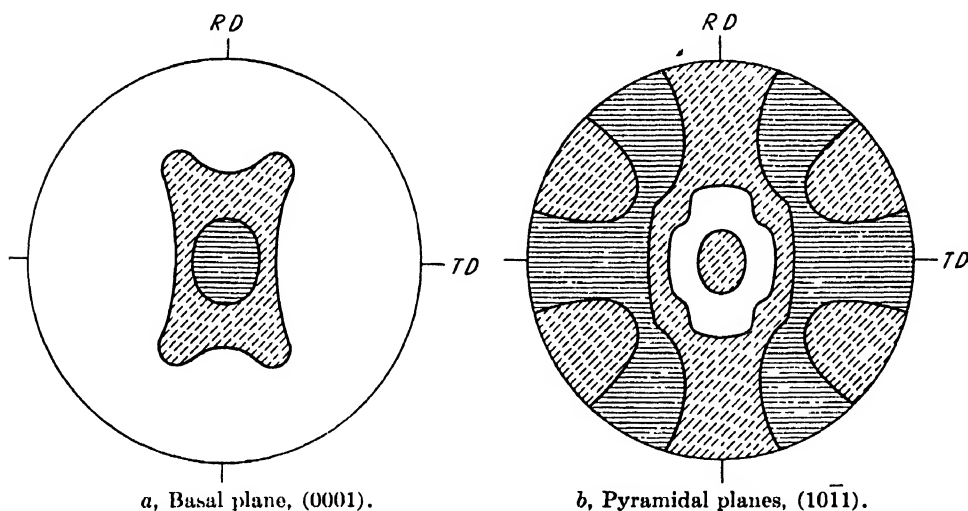 RD
RD
TD
TD
a, Basal plane, (0001).
b, Pyramidal planes, (101̄1).